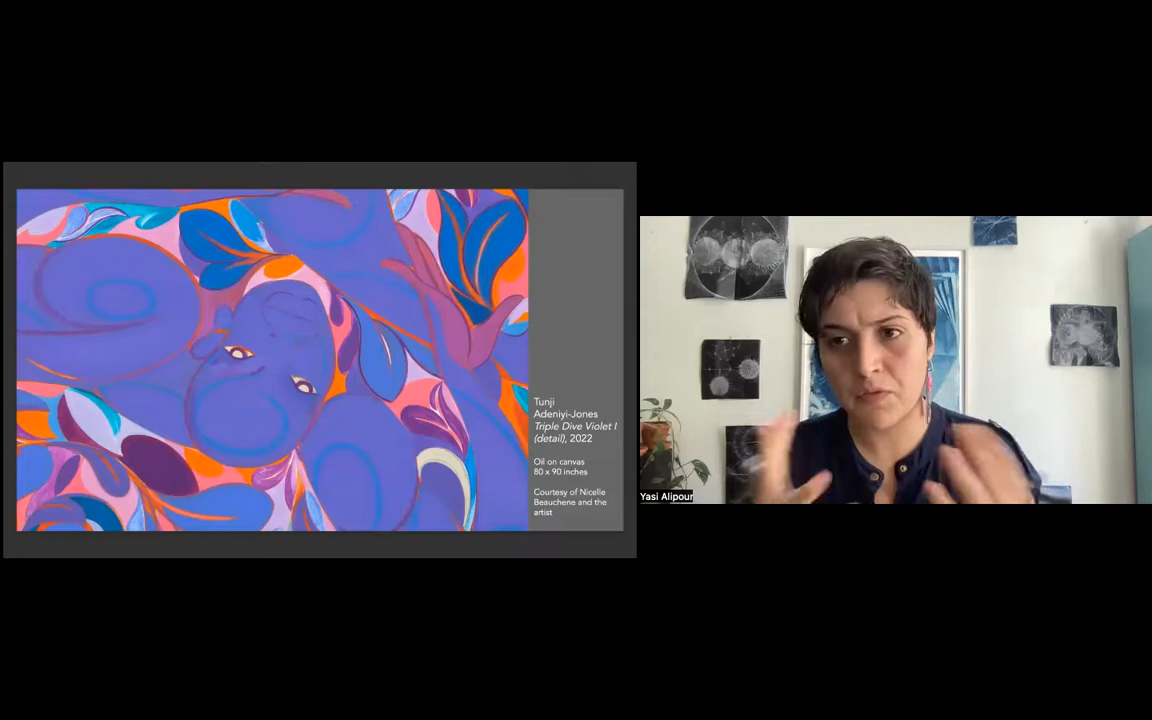 Tunji
Adeniyi-Jones
Triple Dive Violet I
(detail), 2022
Oil on canvas
80 x 90 inches
Courtesy of Nicelle
Beauchene and the
artist
Yasi Alipour